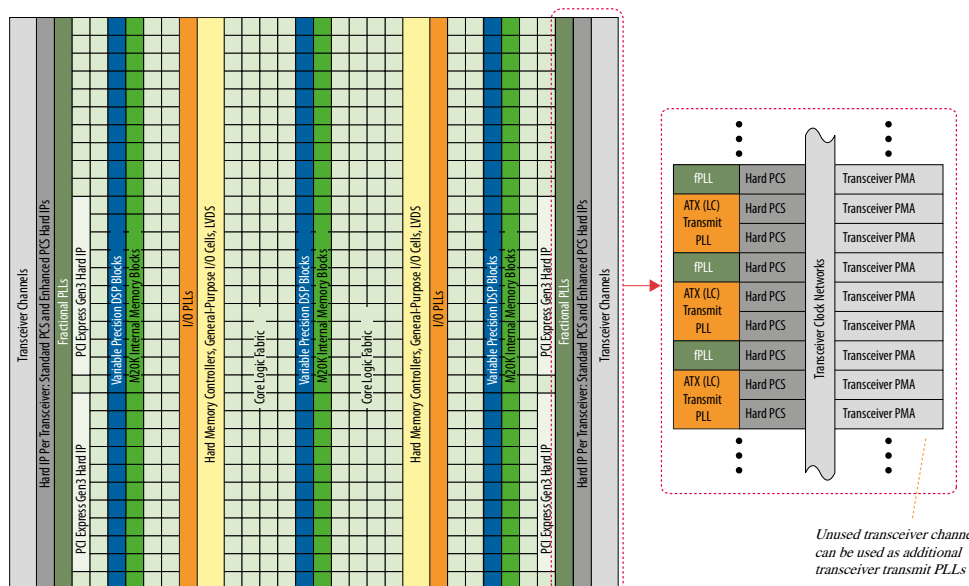 Transceiver Channels
Hard IP Per Transceiver: Standard PCS and Enhanced PCS Hard IPs
Fractional PLLs
PCI Express Gen3 Hard IP
PCI Express Gen3 Hard IP
Variable Precision DSP Blocks
M20K Internal Memory Blocks
I/O PLLs
Hard Memory Controllers, General-Purpose I/O Cells, LVDS
Core Logic Fabric
Variable Precision DSP Blocks
M20K Internal Memory Blocks
Core Logic Fabric
Hard Memory Controllers, General-Purpose I/O Cells, LVDS
I/O PLLs
Variable Precision DSP Blocks
M20K Internal Memory Blocks
PCI Express Gen3 Hard IP
PCI Express Gen3 Hard IP
Fractional PLLs
Hard IP Per Transceiver: Standard PCS and Enhanced PCS Hard IPs
Transceiver Channels
fPLL
ATX (LC)
Transmit
PLL
fPLL
ATX (LC)
Transmit
PLL
fPLL
ATX (LC)
Transmit
PLL
Hard PCS
Hard PCS
Hard PCS
Hard PCS
Hard PCS
Hard PCS
Hard PCS
Hard PCS
Hard PCS
Transceiver Clock Networks
Transceiver PMA
Transceiver PMA
Transceiver PMA
Transceiver PMA
Transceiver PMA
Transceiver PMA
Transceiver PMA
Transceiver PMA
Transceiver PMA
Unused transceiver channe
can be used as additional
transceiver transmit PLLs